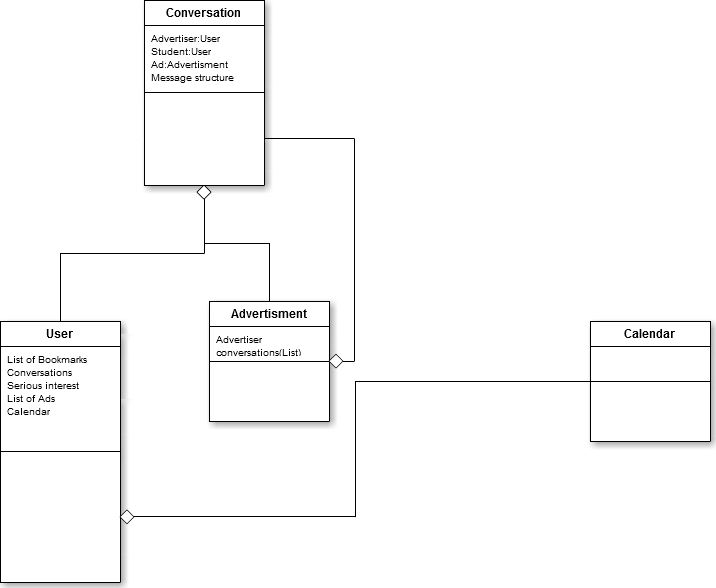 Conversation
Advertiser:User
Student:User
Ad:Advertisment
Message structure
User
List of Bookmarks
Conversations
Serious interest
List of Ads
Calendar
Advertisment
Advertiser
conversations(List)
Calendar